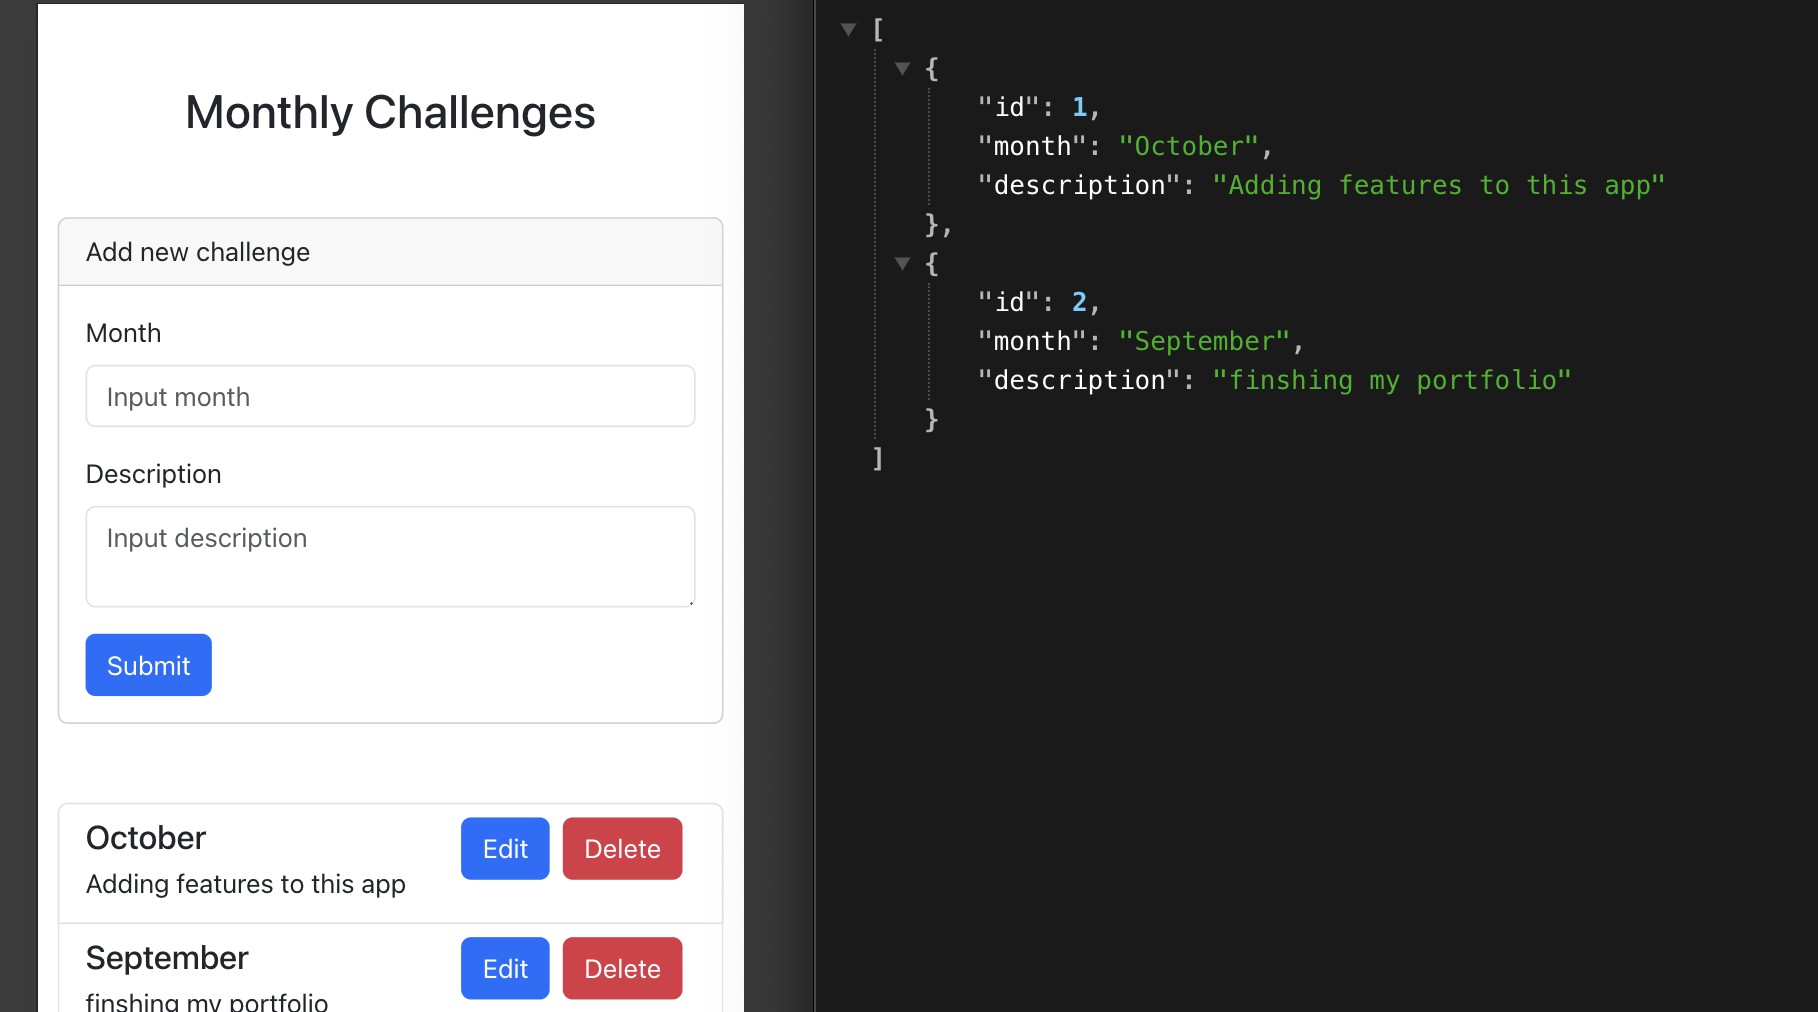 Monthly Challenges
Add new challenge
Month
Input month
Description
Input description
Submit
October
Adding features to this app
Edit
Delete
September
finshing my portfolio
Edit
Delete
[
{
"id": 1,
"month": "October",
"description": "Adding features to this app"
},
{
"id": 2,
"month": "September",
"description": "finshing my portfolio"
}
]